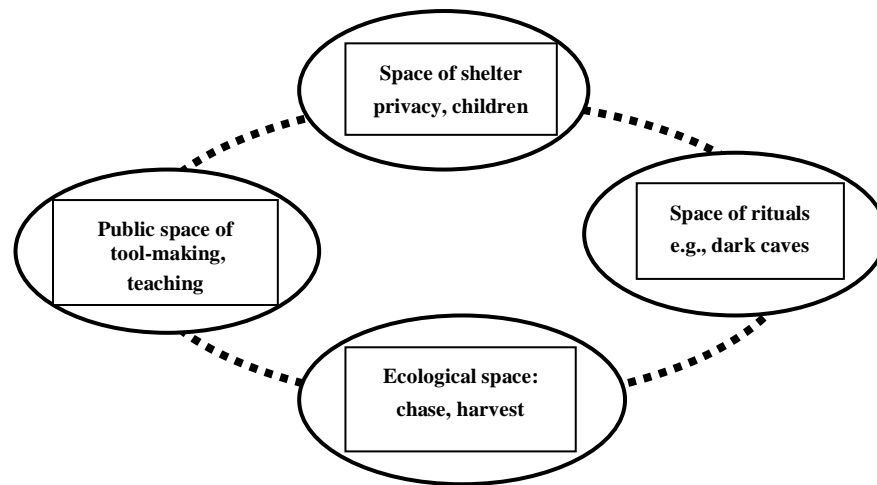 Space of shelter
privacy, children
Public space of
tool-making,
teaching
Space of rituals
e.g., dark caves
Ecological space:
chase, harvest